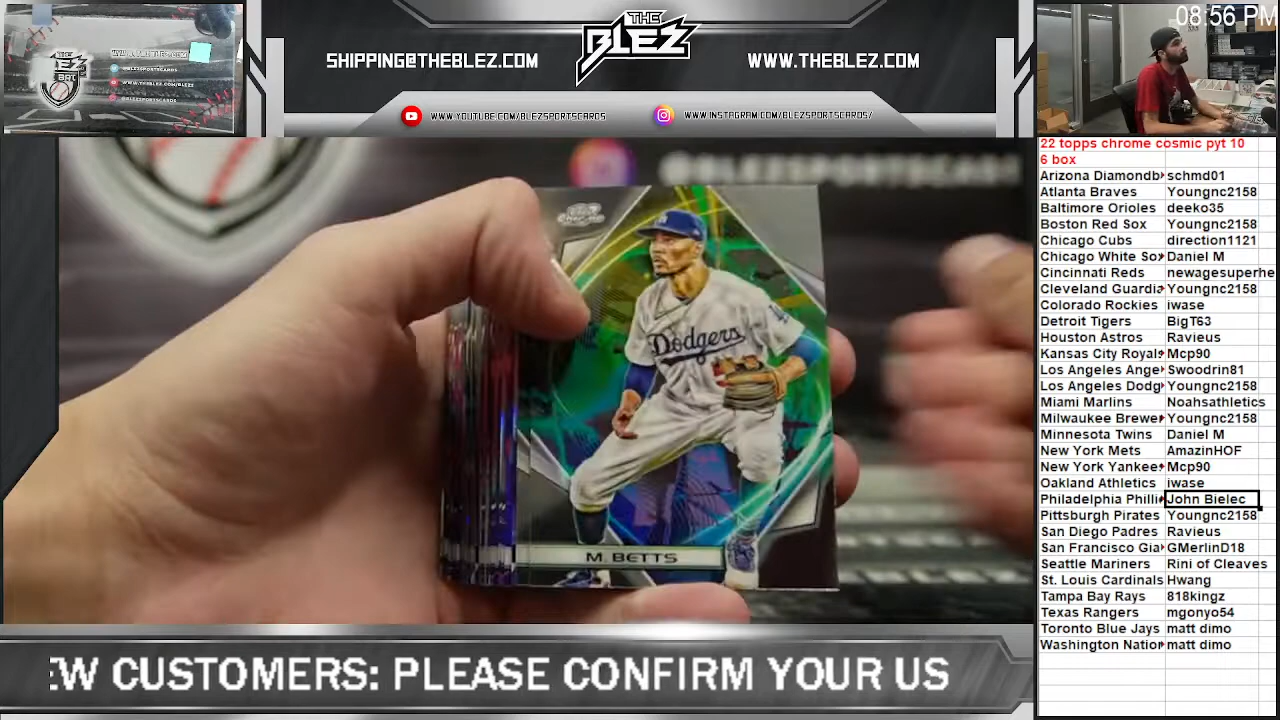 08:56 PM
THE
BLEZ
SHIPPING@THEBLEZ.COM
WWW.THEBLEZ.COM
WWW.YOUTUBE.COM/BLEZSPORTSCARDS
WWW.INSTAGRAM.COM/BLEZSPORTSCARDS/
@BLEZSPORTSCARDS
Dodgers
LA
M. BETTS
EW CUSTOMERS: PLEASE CONFIRM YOUR US
22 topps chrome cosmic pyt 10
6 box
Arizona Diamondb schmd01
Atlanta Braves Youngnc2158
Baltimore Orioles deeko35
Boston Red Sox Youngnc2158
Chicago Cubs direction1121
Chicago White Sox Daniel M
Cincinnati Reds newagesuperhe
Cleveland Guardia Youngnc2158
Colorado Rockies iwase
Detroit Tigers BigT63
Houston Astros Ravieus
Kansas City Royals Mcp90
Los Angeles Ange Swoodrin81
Los Angeles Dodg Youngnc2158
Miami Marlins Noahsathletics
Milwaukee Brewe Youngnc2158
Minnesota Twins Daniel M
New York Mets AmazinHOF
New York Yankee Mcp90
Oakland Athletics iwase
Philadelphia Philli John Bielec
Pittsburgh Pirates Youngnc2158
San Diego Padres Ravieus
San Francisco Gia GMerlinD18
Seattle Mariners Rini of Cleaves
St. Louis Cardinals Hwang
Tampa Bay Rays 818kingz
Texas Rangers mgonyo54
Toronto Blue Jays matt dimo
Washington Nation matt dimo